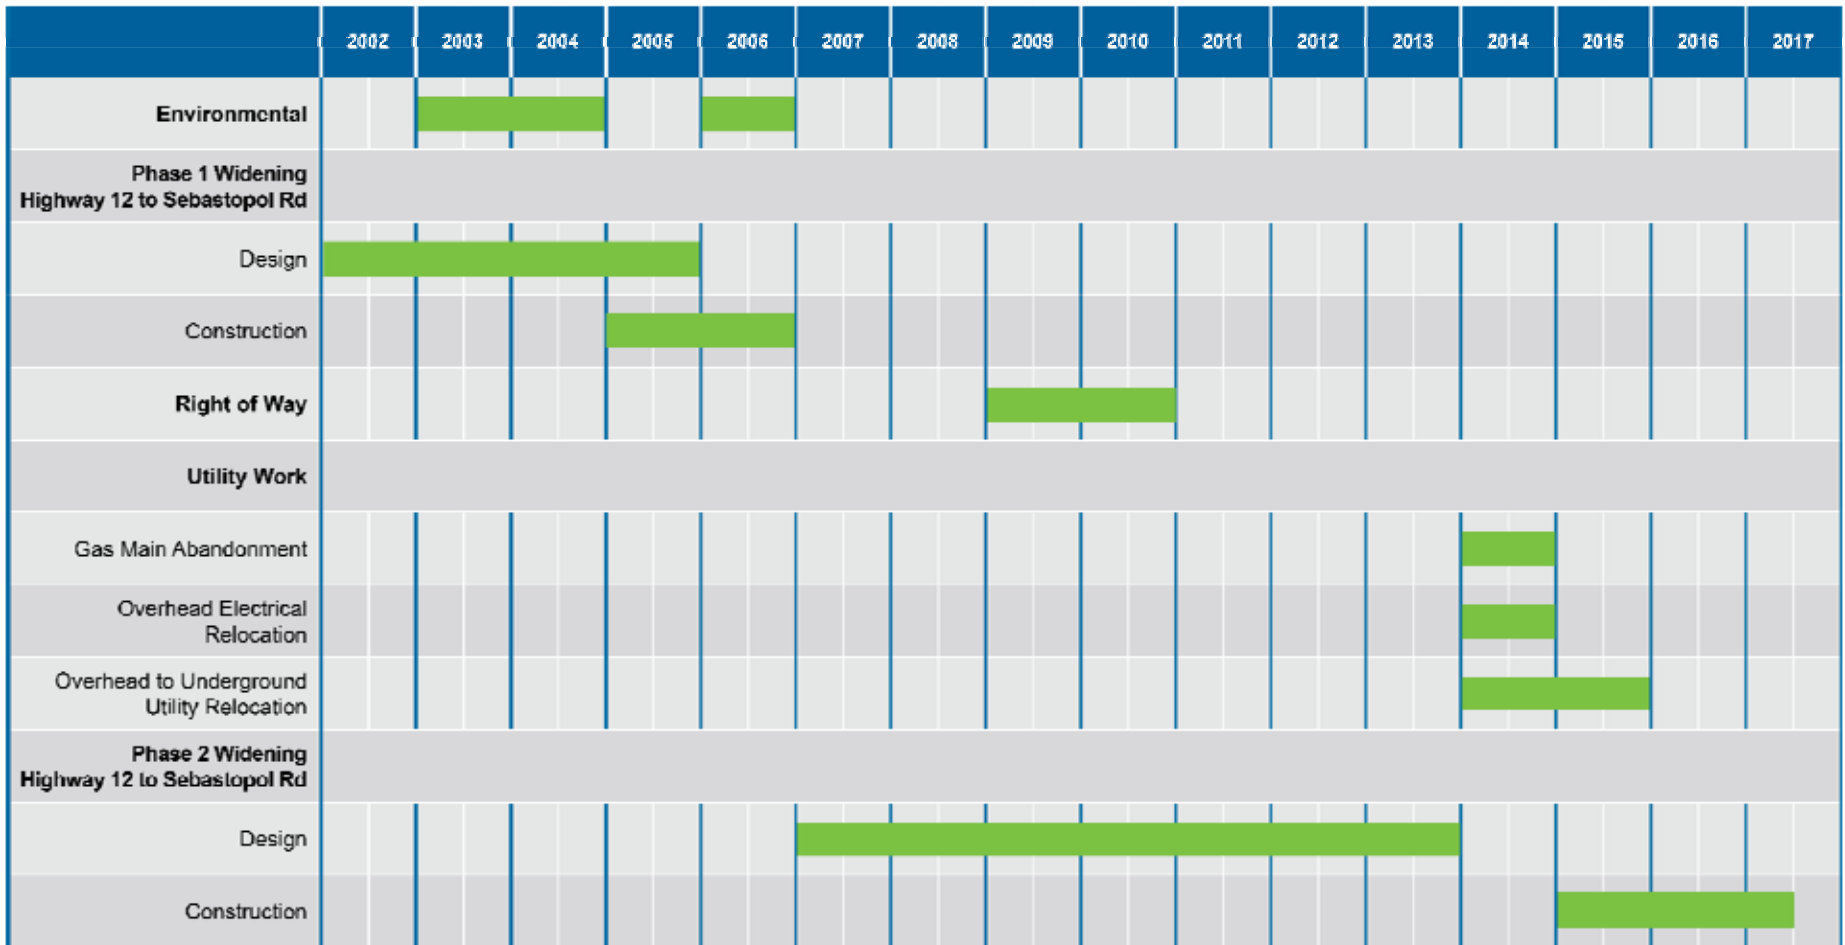 2002 2003 2004 2005 2006 2007 2008 2009 2010 2011 2012 2013 2014 2015 2016 2017
Environmental
Phase 1 Widening
Highway 12 to Sebastopol Rd
Design
Construction
Right of Way
Utility Work
Gas Main Abandonment
Overhead Electrical
Relocation
Overhead to Underground
Utility Relocation
Phase 2 Widening
Highway 12 to Sebastopol Rd
Design
Construction